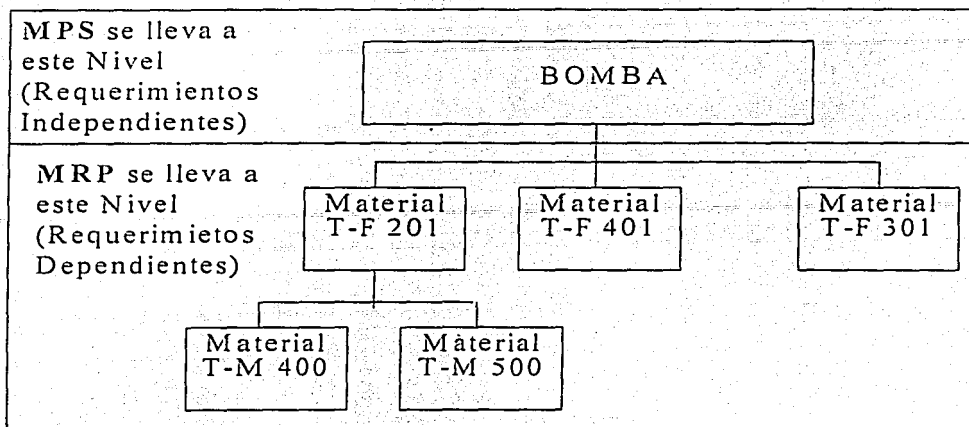 MPS se lleva a
este Nivel
(Requerimientos
Independientes)
BOMBA
MRP se lleva a
este Nivel
(Requerimietos
Dependientes)
Material
T-F 201
Material
T-F 401
Material
T-F 301
Material
T-M 400
Màterial
T-M 500